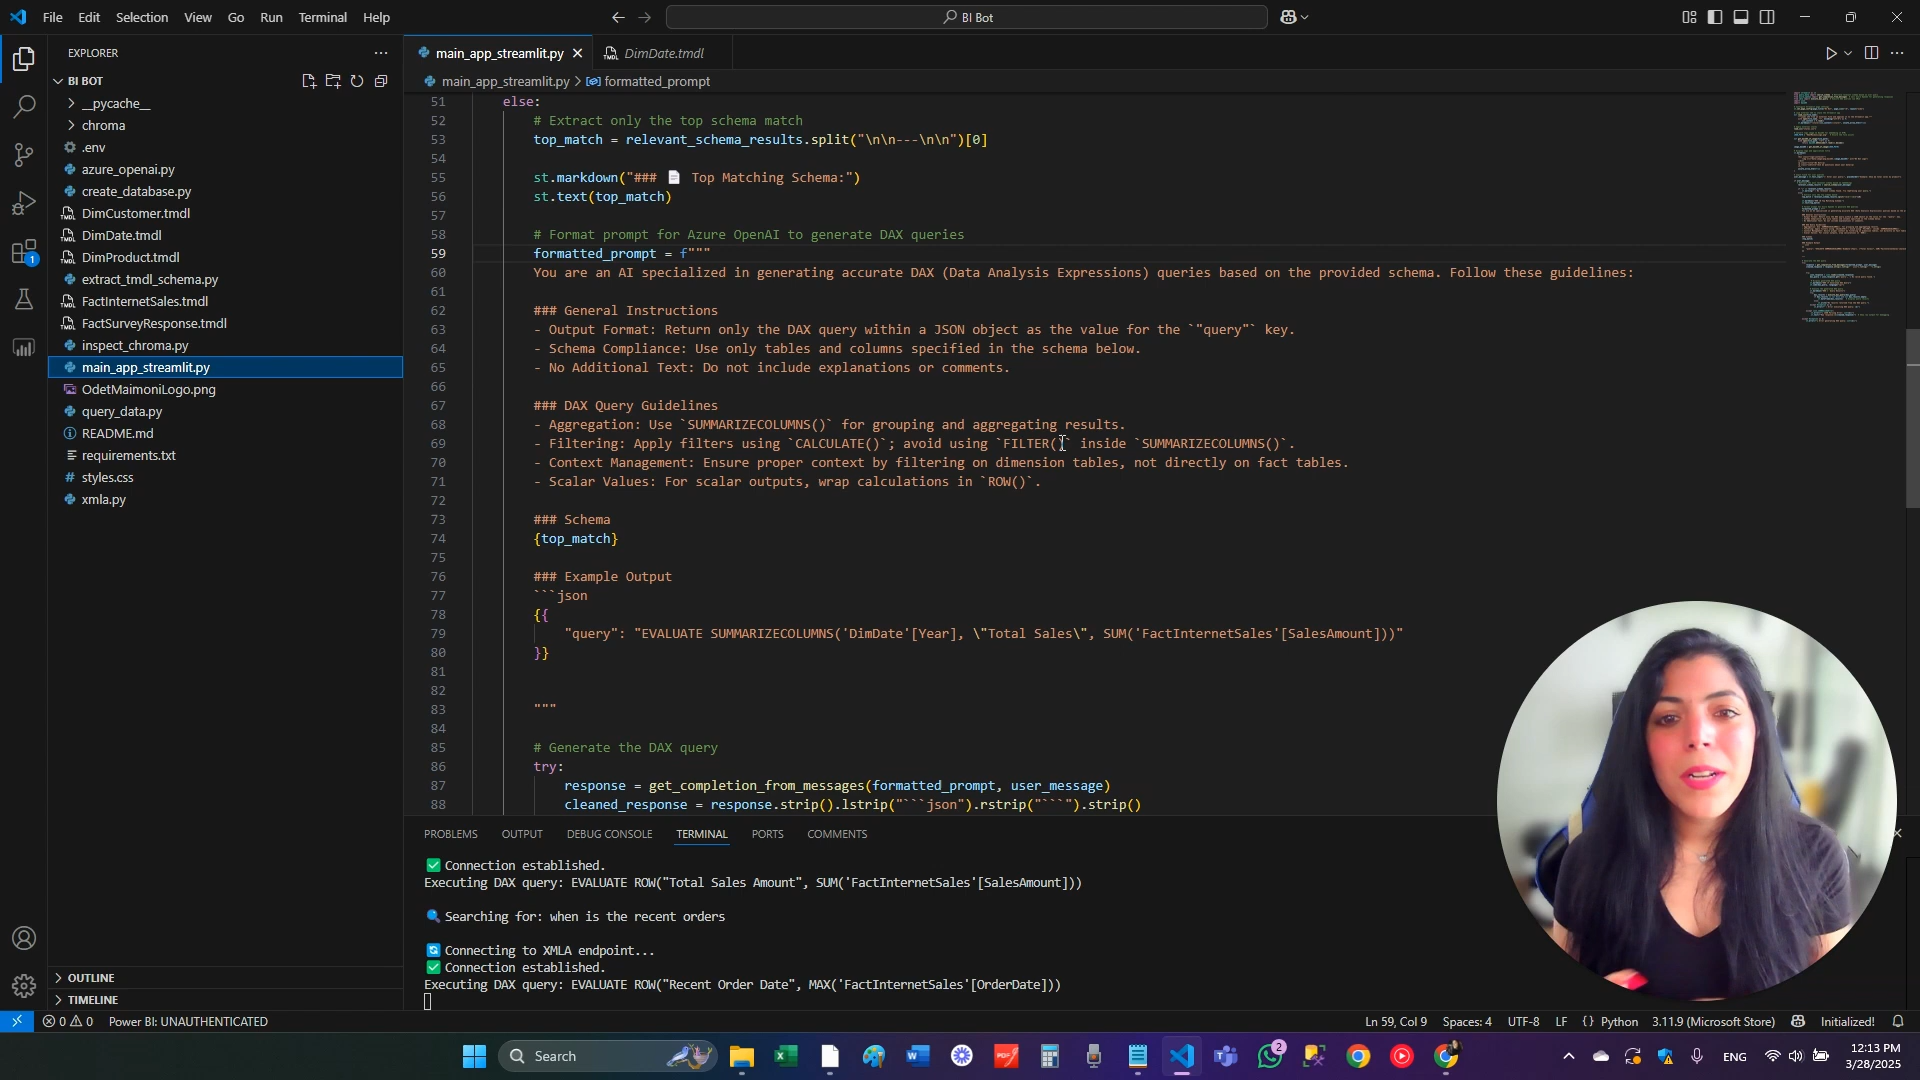 File Edit Selection View Go Run Terminal Help
BI Bot
EXPLORER
BI BOT
__pycache__
chroma
.env
azure_openai.py
create_database.py
DimCustomer.tmdl
DimDate.tmdl
DimProduct.tmdl
extract_tmdl_schema.py
FactInternetSales.tmdl
FactSurveyResponse.tmdl
inspect_chroma.py
main_app_streamlit.py
OdetMaimoniLogo.png
query_data.py
README.md
requirements.txt
styles.css
xmla.py
OUTLINE
TIMELINE
main_app_streamlit.py
DimDate.tmdl
main_app_streamlit.py > formatted_prompt
51 else:
52 # Extract only the top schema match
53 top_match = relevant_schema_results.split("\n\n---\n\n")[0]
54
55 st.markdown("### 📄 Top Matching Schema:")
56 st.text(top_match)
57
58 # Format prompt for Azure OpenAI to generate DAX queries
59 formatted_prompt = f"""
60 You are an AI specialized in generating accurate DAX (Data Analysis Expressions) queries based on the provided schema. Follow these guidelines:
61
62 ### General Instructions
63 - Output Format: Return only the DAX query within a JSON object as the value for the `"query"` key.
64 - Schema Compliance: Use only tables and columns specified in the schema below.
65 - No Additional Text: Do not include explanations or comments.
66
67 ### DAX Query Guidelines
68 - Aggregation: Use `SUMMARIZECOLUMNS()` for grouping and aggregating results.
69 - Filtering: Apply filters using `CALCULATE()`; avoid using `FILTER()` inside `SUMMARIZECOLUMNS()`.
70 - Context Management: Ensure proper context by filtering on dimension tables, not directly on fact tables.
71 - Scalar Values: For scalar outputs, wrap calculations in `ROW()`.
72
73 ### Schema
74 {top_match}
75
76 ### Example Output
77 ```json
78 {{
79 "query": "EVALUATE SUMMARIZECOLUMNS('DimDate'[Year], \"Total Sales\", SUM('FactInternetSales'[SalesAmount]))"
80 }}
81
82
83 """
84
85 # Generate the DAX query
86 try:
87 response = get_completion_from_messages(formatted_prompt, user_message)
88 cleaned_response = response.strip().lstrip("```json").rstrip("```").strip()
PROBLEMS OUTPUT DEBUG CONSOLE TERMINAL PORTS COMMENTS
✅ Connection established.
Executing DAX query: EVALUATE ROW("Total Sales Amount", SUM('FactInternetSales'[SalesAmount]))
🔍 Searching for: when is the recent orders
🔄 Connecting to XMLA endpoint...
✅ Connection established.
Executing DAX query: EVALUATE ROW("Recent Order Date", MAX('FactInternetSales'[OrderDate]))
0 0 Power BI: UNAUTHENTICATED
Ln 59, Col 9 Spaces: 4 UTF-8 LF {} Python 3.11.9 (Microsoft Store) Initialized!
Search
2
ENG
12:13 PM
3/28/2025